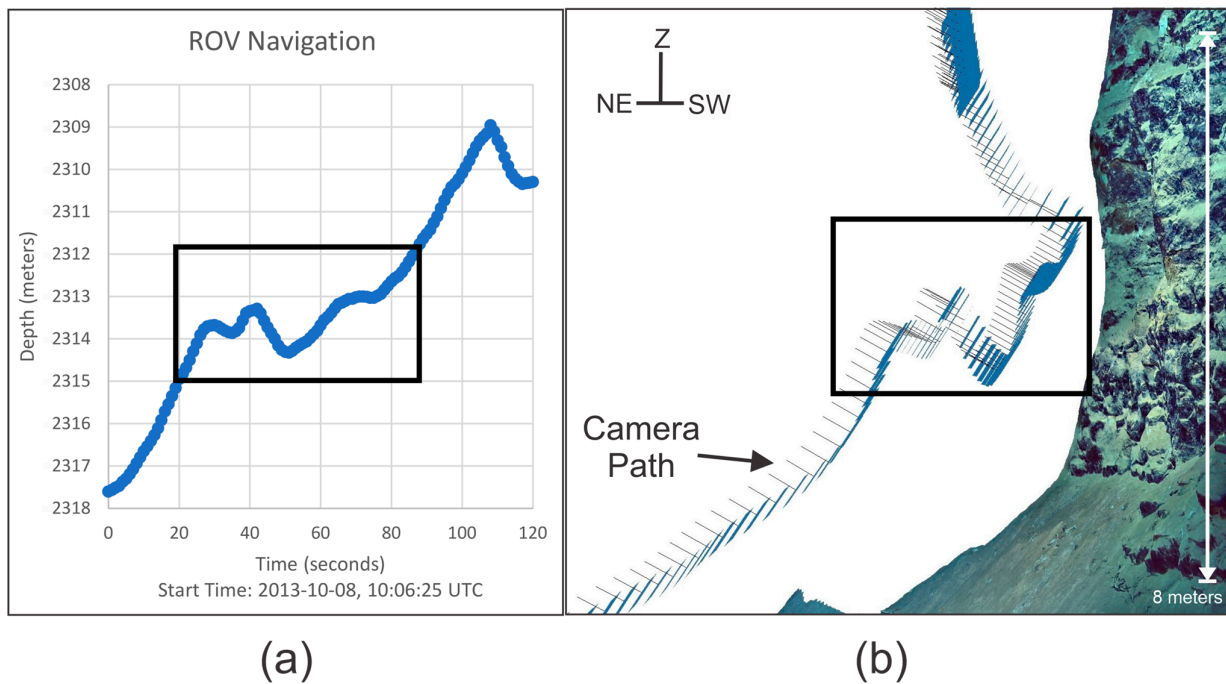 ROV Navigation
2308
2309
2310
2311
2312
2313
2314
2315
2316
2317
2318
Depth (meters)
0 20 40 60 80 100 120
Time (seconds)
Start Time: 2013-10-08, 10:06:25 UTC
(a)
Z
NE SW
Camera
Path
8 meters
(b)